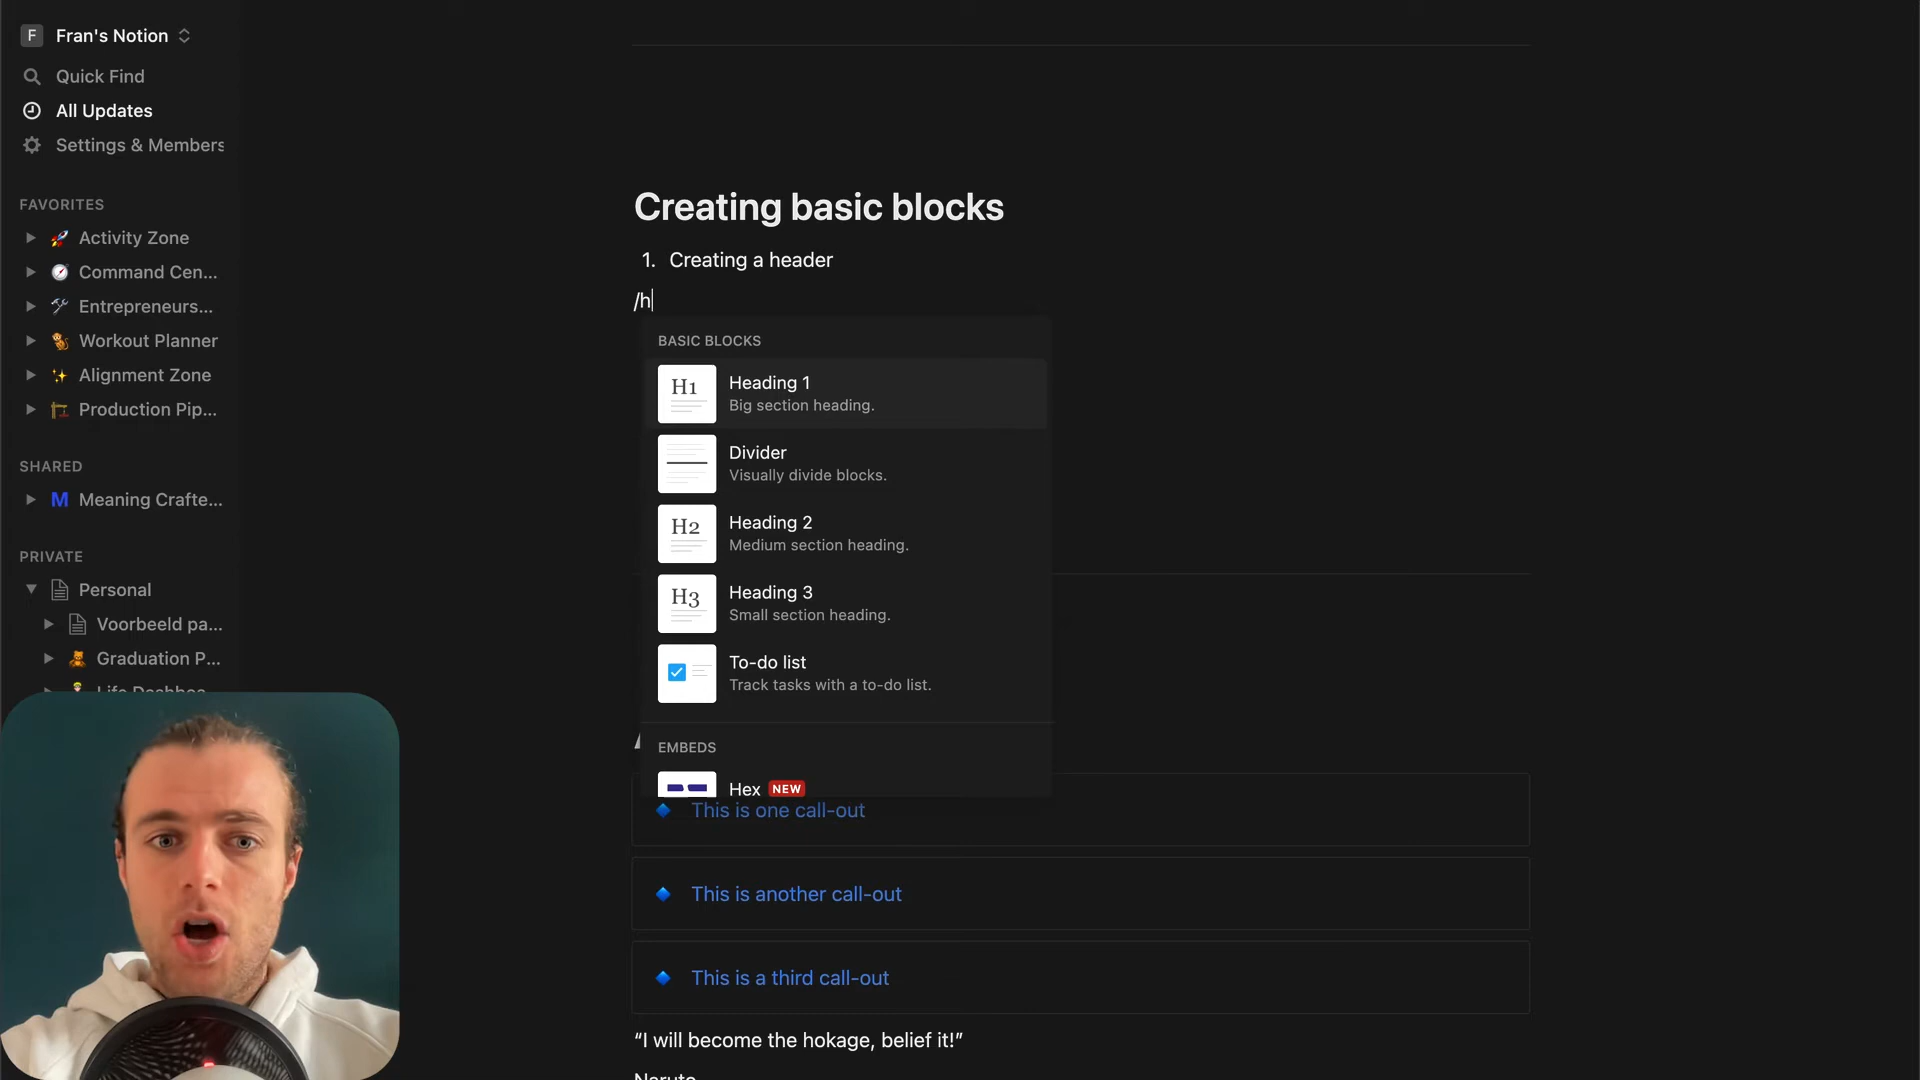 F Fran's Notion
Quick Find
All Updates
Settings & Members
FAVORITES
Activity Zone
Command Cen...
Entrepreneurs...
Workout Planner
Alignment Zone
Production Pip...
SHARED
M Meaning Crafte...
PRIVATE
Personal
Voorbeeld pa...
Graduation P...
Life Dashboa...
Creating basic blocks
1. Creating a header
/h
BASIC BLOCKS
H1 Heading 1
Big section heading.
Divider
Visually divide blocks.
H2 Heading 2
Medium section heading.
H3 Heading 3
Small section heading.
To-do list
Track tasks with a to-do list.
EMBEDS
Hex NEW
This is one call-out
This is another call-out
This is a third call-out
“I will become the hokage, belief it!”
Naruto